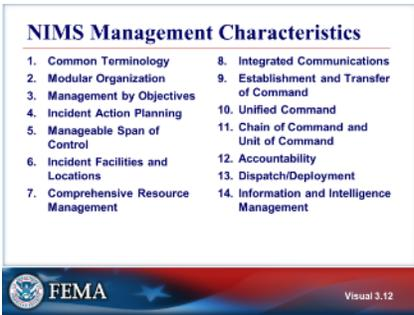 NIMS Management Characteristics
1. Common Terminology
2. Modular Organization
3. Management by Objectives
4. Incident Action Planning
5. Manageable Span of
Control
6. Incident Facilities and
Locations
7. Comprehensive Resource
Management
8. Integrated Communications
9. Establishment and Transfer
of Command
10. Unified Command
11. Chain of Command and
Unit of Command
12. Accountability
13. Dispatch/Deployment
14. Information and Intelligence
Management
FEMA
Visual 3.12